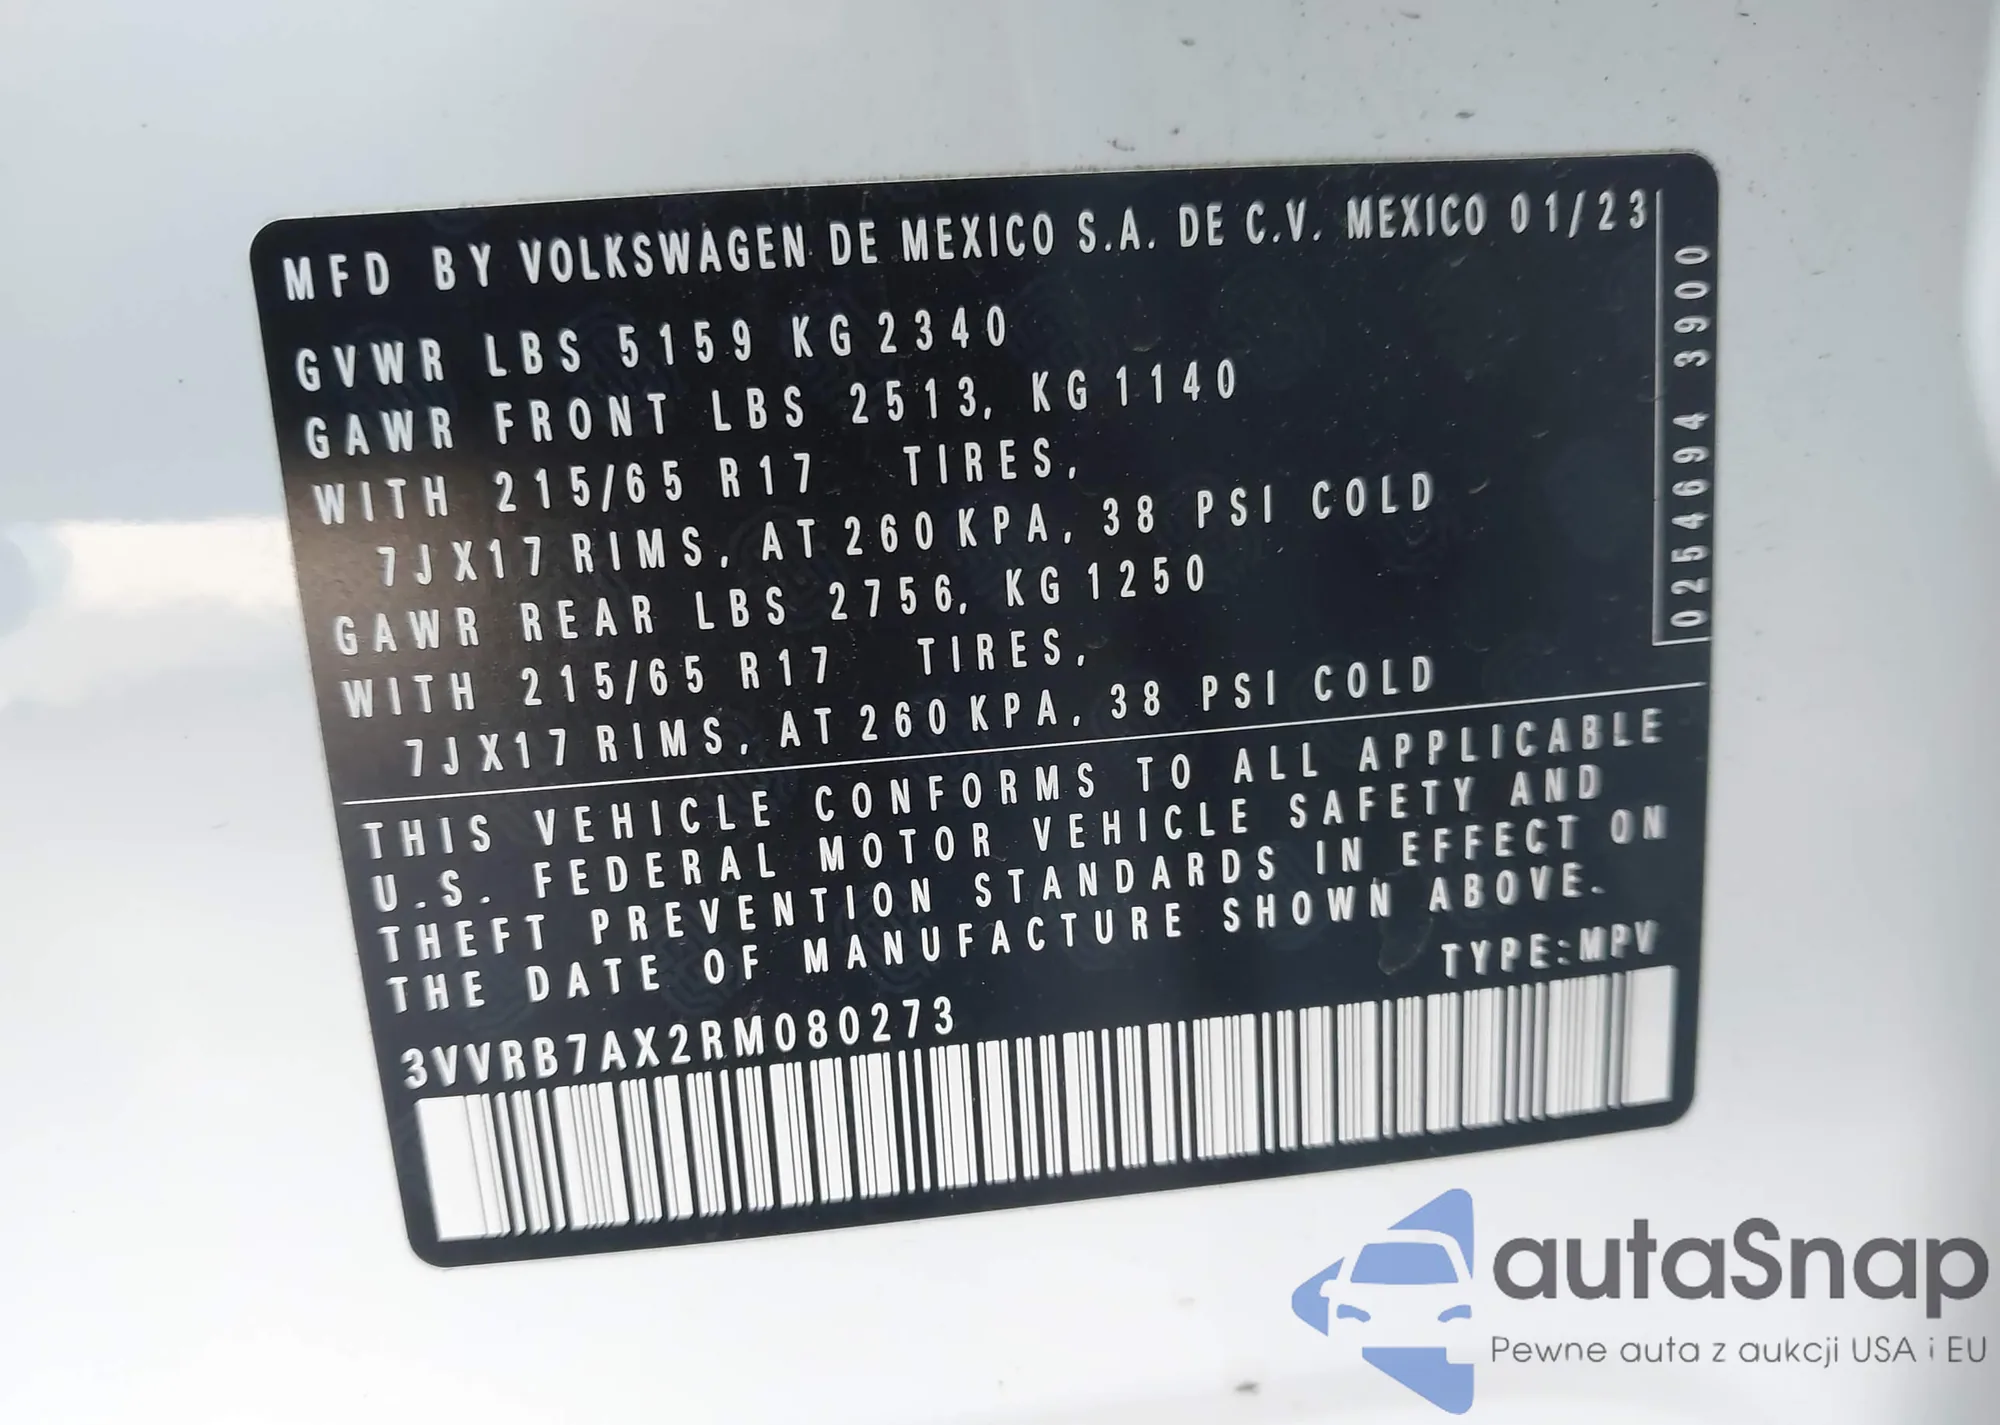 MFD BY VOLKSWAGEN DE MEXICO S.A. DE C.V. MEXICO 01/23
GVWR LBS 5159 KG 2340
GAWR FRONT LBS 2513, KG 1140
WITH 215/65 R17 TIRES,
7JX17 RIMS, AT 260 KPA, 38 PSI COLD
GAWR REAR LBS 2756, KG 1250
WITH 215/65 R17 TIRES,
7JX17 RIMS, AT 260 KPA, 38 PSI COLD
0254694 3900
THIS VEHICLE CONFORMS TO ALL APPLICABLE
U.S. FEDERAL MOTOR VEHICLE SAFETY AND
THEFT PREVENTION STANDARDS IN EFFECT ON
THE DATE OF MANUFACTURE SHOWN ABOVE.
TYPE:MPV
3VVRB7AX2RM080273
autaSnap
Pewne auta z aukcji USA i EU